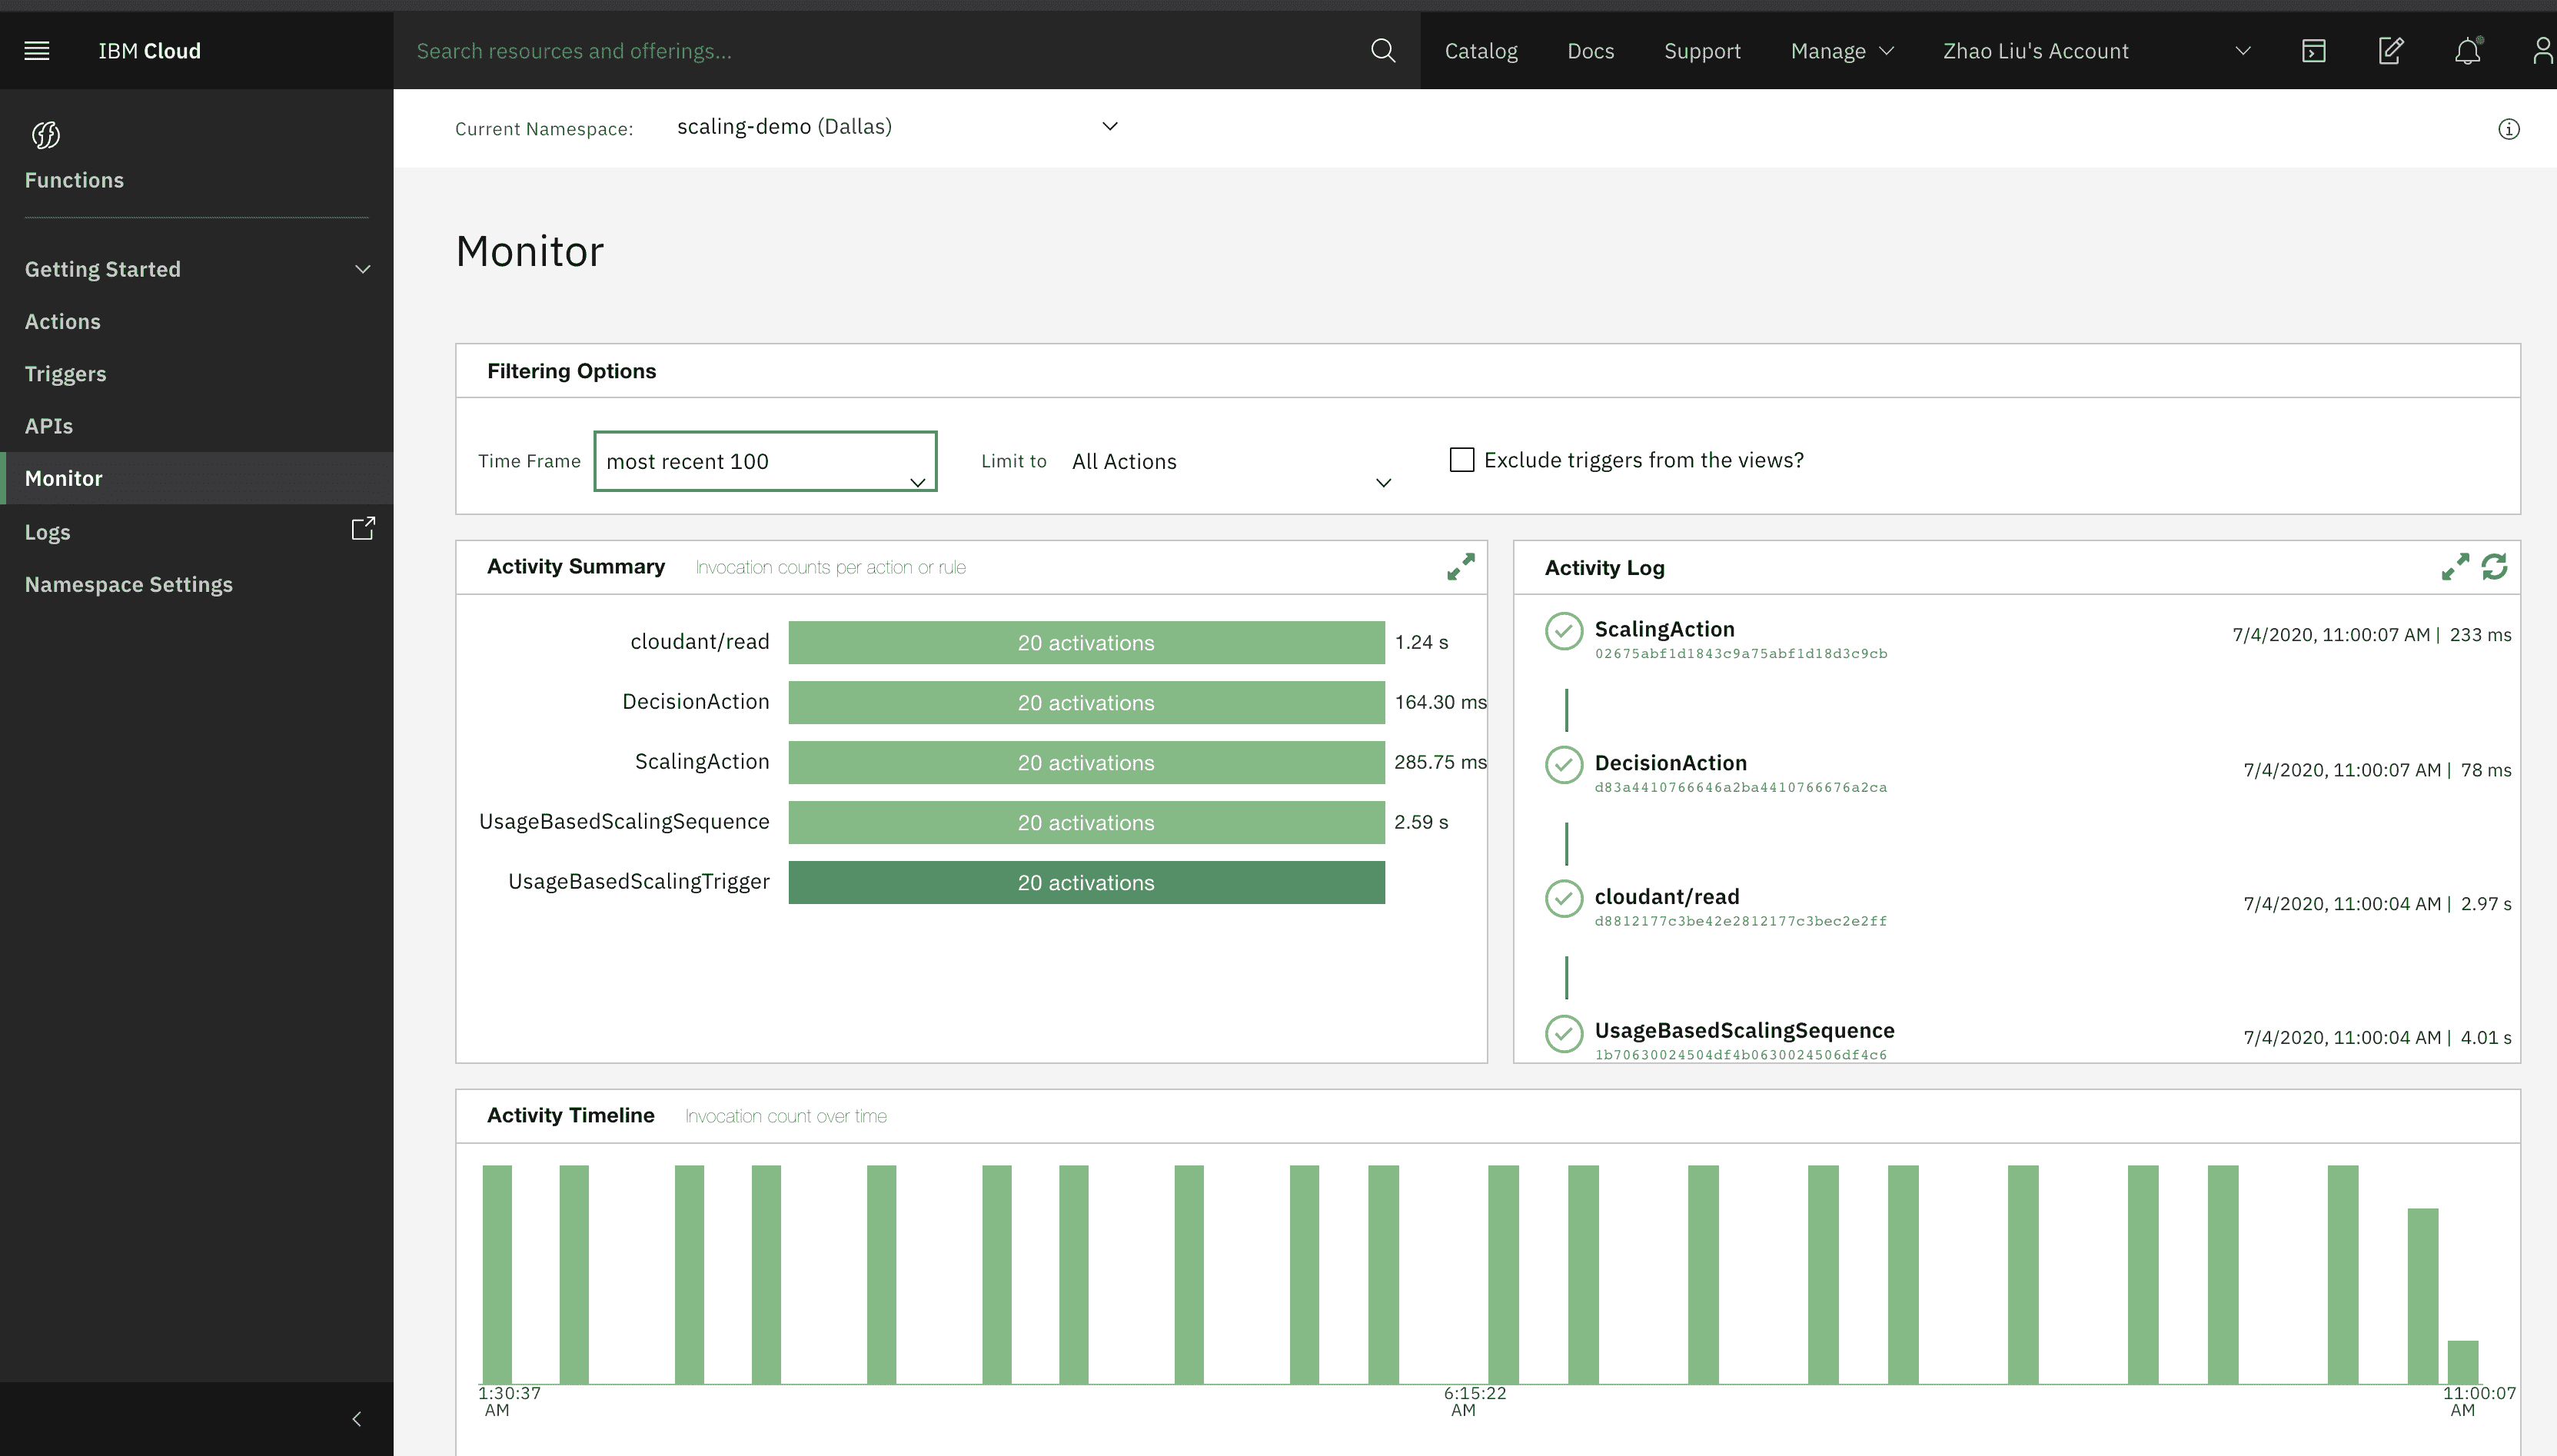 IBM Cloud
Search resources and offerings...
Catalog
Docs
Support
Manage
Zhao Liu's Account
Functions
Getting Started
Actions
Triggers
APIs
Monitor
Logs
Namespace Settings
Current Namespace:
scaling-demo (Dallas)
Monitor
Filtering Options
Time Frame
most recent 100
Limit to
All Actions
Exclude triggers from the views?
Activity Summary
Invocation counts per action or rule
cloudant/read
20 activations
1.24 s
DecisionAction
20 activations
164.30 ms
ScalingAction
20 activations
285.75 ms
UsageBasedScalingSequence
20 activations
2.59 s
UsageBasedScalingTrigger
20 activations
Activity Log
ScalingAction
7/4/2020, 11:00:07 AM | 233 ms
02675abf1d1843c9a75abf1d18d3c9cb
DecisionAction
7/4/2020, 11:00:07 AM | 78 ms
d83a4410766646a2ba4410766676a2ca
cloudant/read
7/4/2020, 11:00:04 AM | 2.97 s
d8812177c3be42e2812177c3bec2e2ff
UsageBasedScalingSequence
7/4/2020, 11:00:04 AM | 4.01 s
1b70630024504df4b0630024506df4c6
Activity Timeline
Invocation count over time
1:30:37
AM
6:15:22
AM
11:00:07
AM